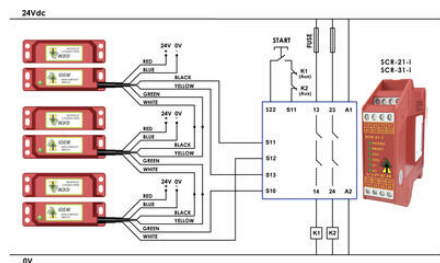 24Vdc
START
FUSE
K1
(Aux)
K2
(Aux)
SCR-21-i
SCR-31-i
24V 0V
RED
BLUE
BLACK
YELLOW
GREEN
WHITE
IDEM
24V 0V
RED
BLUE
BLACK
YELLOW
GREEN
WHITE
IDEM
24V 0V
RED
BLUE
BLACK
YELLOW
GREEN
WHITE
IDEM
S22 S11 13 23 A1
S11
S12
S13
S10
14 24 A2
K1 K2
0V